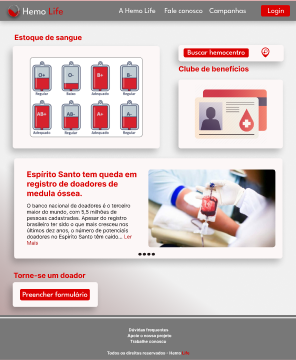 Hemo Life
A Hemo Life
Fale conosco
Campanhas
Login
Estoque de sangue
O+
O-
B+
B-
Regular
Adequado
Regular
AB+
AB-
A+
A-
Adequado
Regular
Adequado
Regular
Buscar hemocentro
Clube de benefícios
Espírito Santo tem queda em
registro de doadores de
medula óssea.
O banco nacional de doadores é o terceiro
maior do mundo, com 5,5 milhões de
pessoas cadastradas. Apesar do registro
brasileiro ter sido o que mais cresceu nos
últimos dez anos, o número de potenciais
doadores no Espírito Santo têm caído... Ler
Mais
Torne-se um doador
Preencher formulário
Dúvidas frequentes
Apoie o nosso projeto
Trabalhe conosco
Todos os direitos reservados - Hemo Life